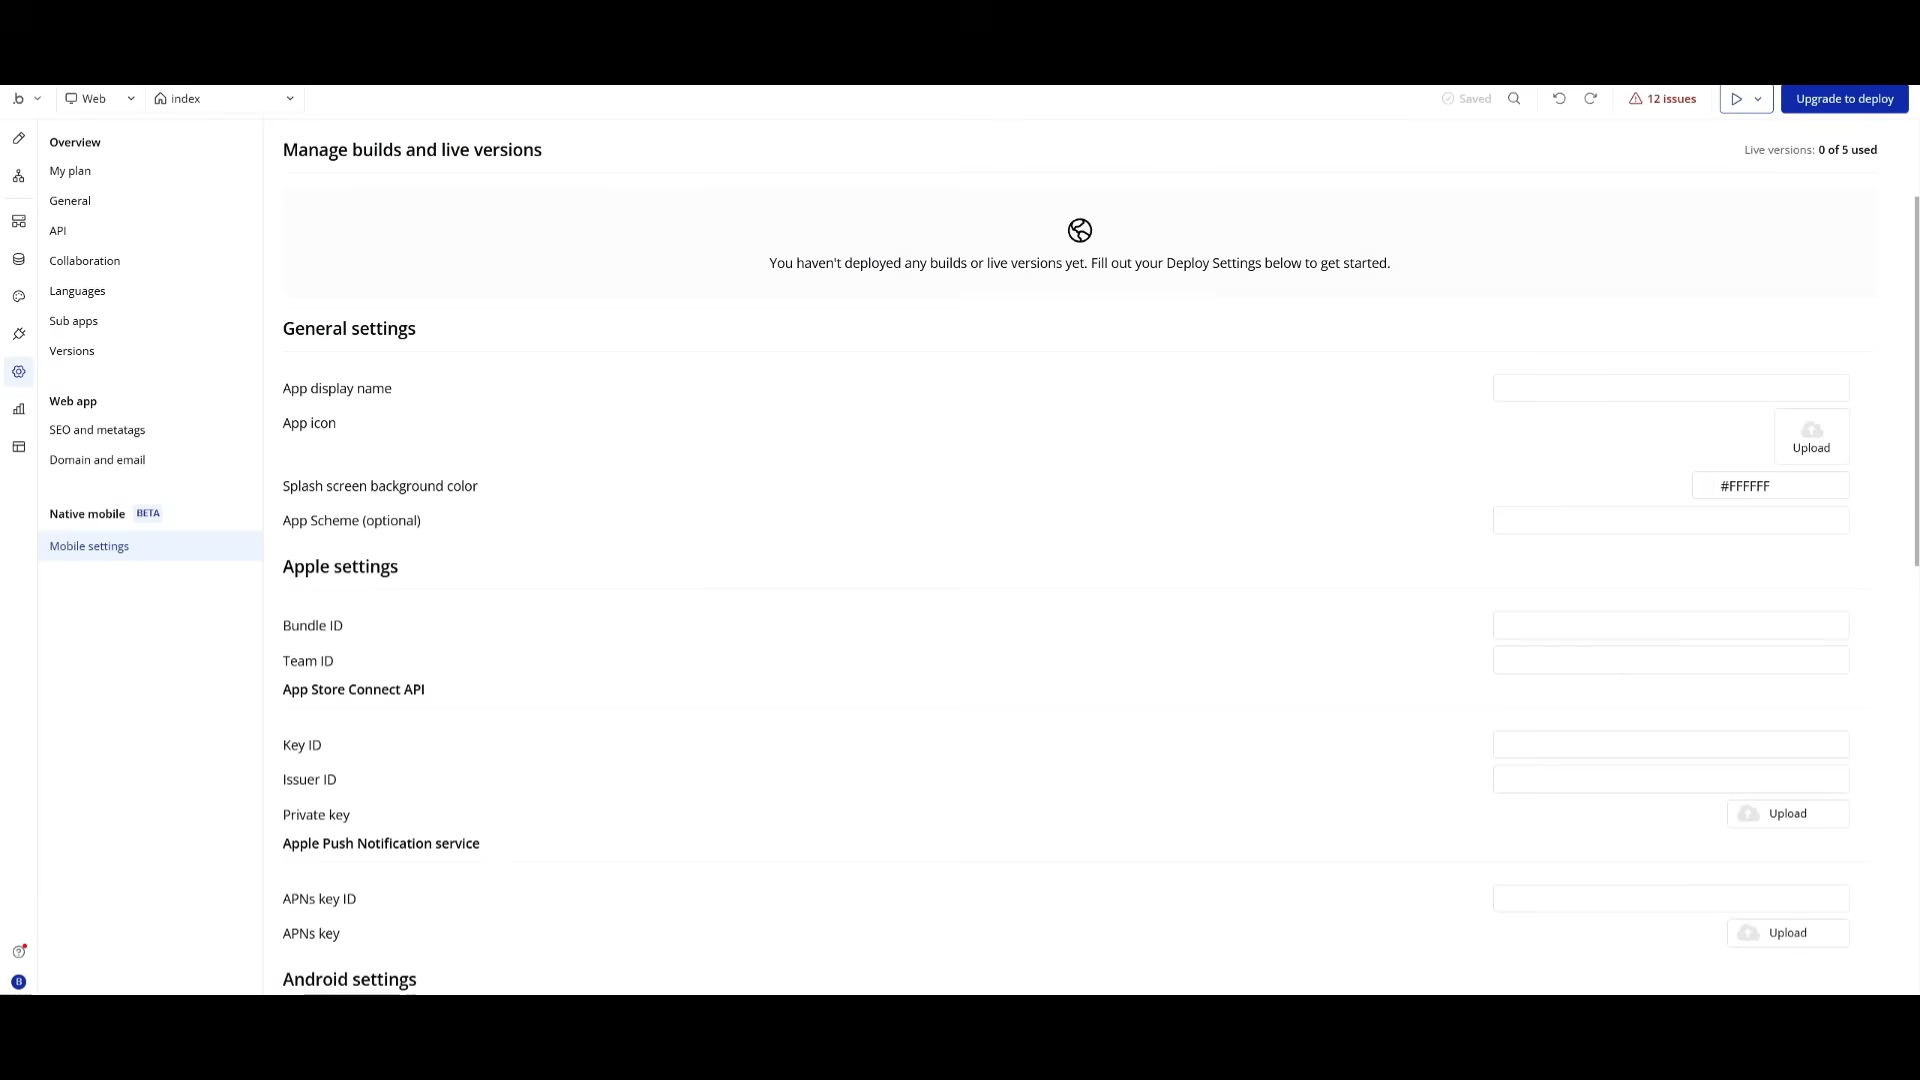 .b Web index Saved 12 issues Upgrade to deploy
Overview
My plan
General
API
Collaboration
Languages
Sub apps
Versions
Web app
SEO and metatags
Domain and email
Native mobile BETA
Mobile settings
B
Manage builds and live versions Live versions: 0 of 5 used
You haven't deployed any builds or live versions yet. Fill out your Deploy Settings below to get started.
General settings
App display name
App icon
Upload
Splash screen background color #FFFFFF
App Scheme (optional)
Apple settings
Bundle ID
Team ID
App Store Connect API
Key ID
Issuer ID
Private key Upload
Apple Push Notification service
APNs key ID
APNs key Upload
Android settings